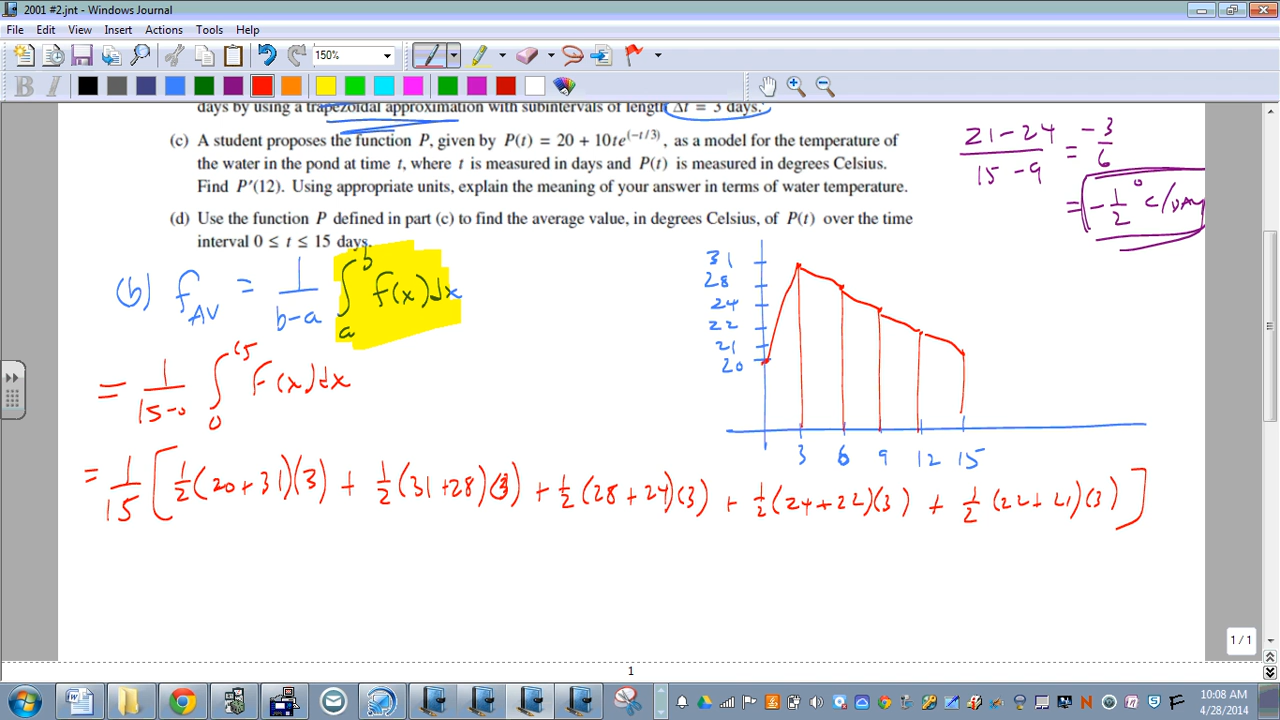 2001 #2.jnt - Windows Journal
File Edit View Insert Actions Tools Help
150%
B I
days by using a trapezoidal approximation with subintervals of length Δt = 3 days.
(c) A student proposes the function P, given by P(t) = 20 + 10te^(−t/3), as a model for the temperature of
the water in the pond at time t, where t is measured in days and P(t) is measured in degrees Celsius.
Find P′(12). Using appropriate units, explain the meaning of your answer in terms of water temperature.
(d) Use the function P defined in part (c) to find the average value, in degrees Celsius, of P(t) over the time
interval 0 ≤ t ≤ 15 days.
21-24 / 15-9 = -3/6
= -1/2 °C/DAY
(b) f_AV = 1/(b-a) ∫_a^b f(x)dx
= 1/(15-0) ∫_0^15 f(x)dx
31
28
24
22
21
20
3 6 9 12 15
= 1/15 [ 1/2(20+31)(3) + 1/2(31+28)(3) + 1/2(28+24)(3) + 1/2(24+22)(3) + 1/2(22+21)(3) ]
1/1
1
10:08 AM
4/28/2014